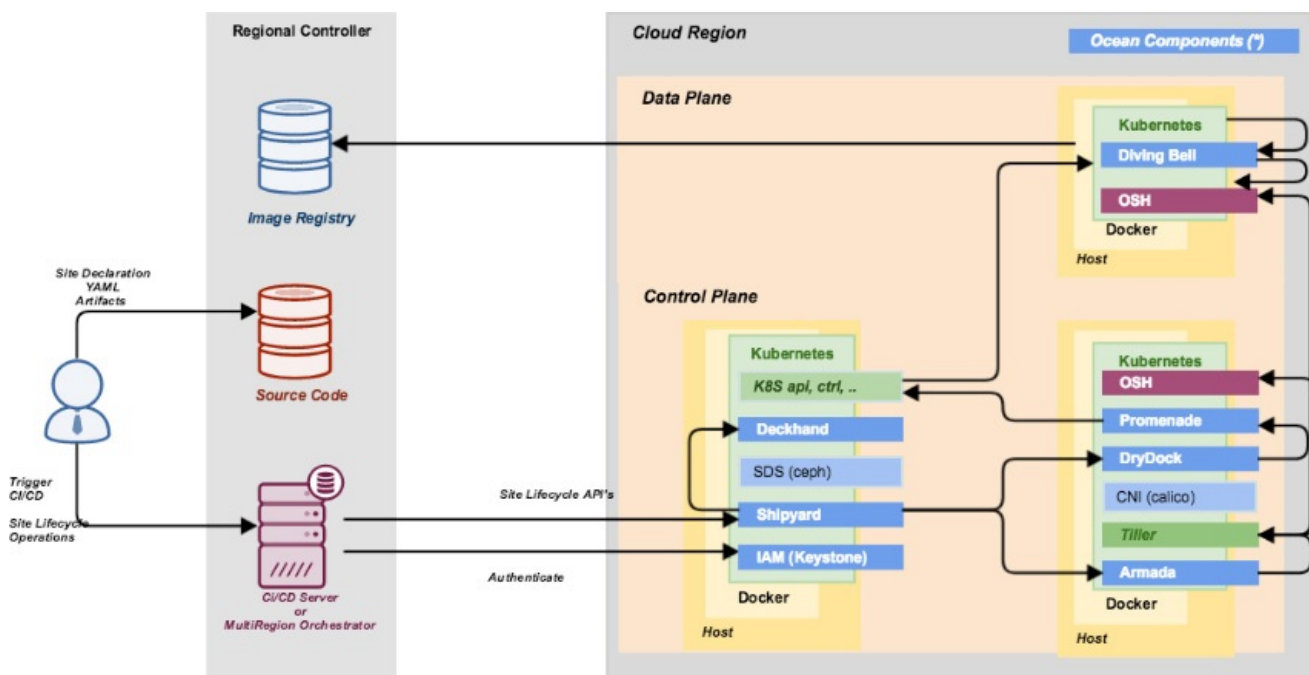 Regional Controller
Cloud Region
Ocean Components (*)
Data Plane
Kubernetes
Diving Bell
OSH
Docker
Host
Image Registry
Site Declaration
YAML
Artifacts
Source Code
Control Plane
Kubernetes
K8S api, ctrl, ..
Deckhand
SDS (ceph)
Shipyard
IAM (Keystone)
Docker
Host
Kubernetes
OSH
Promenade
DryDock
CNI (calico)
Tiller
Armada
Docker
Host
Trigger
CI/CD
Site Lifecycle
Operations
Site Lifecycle API's
Authenticate
CI/CD Server
or
MultiRegion Orchestrator